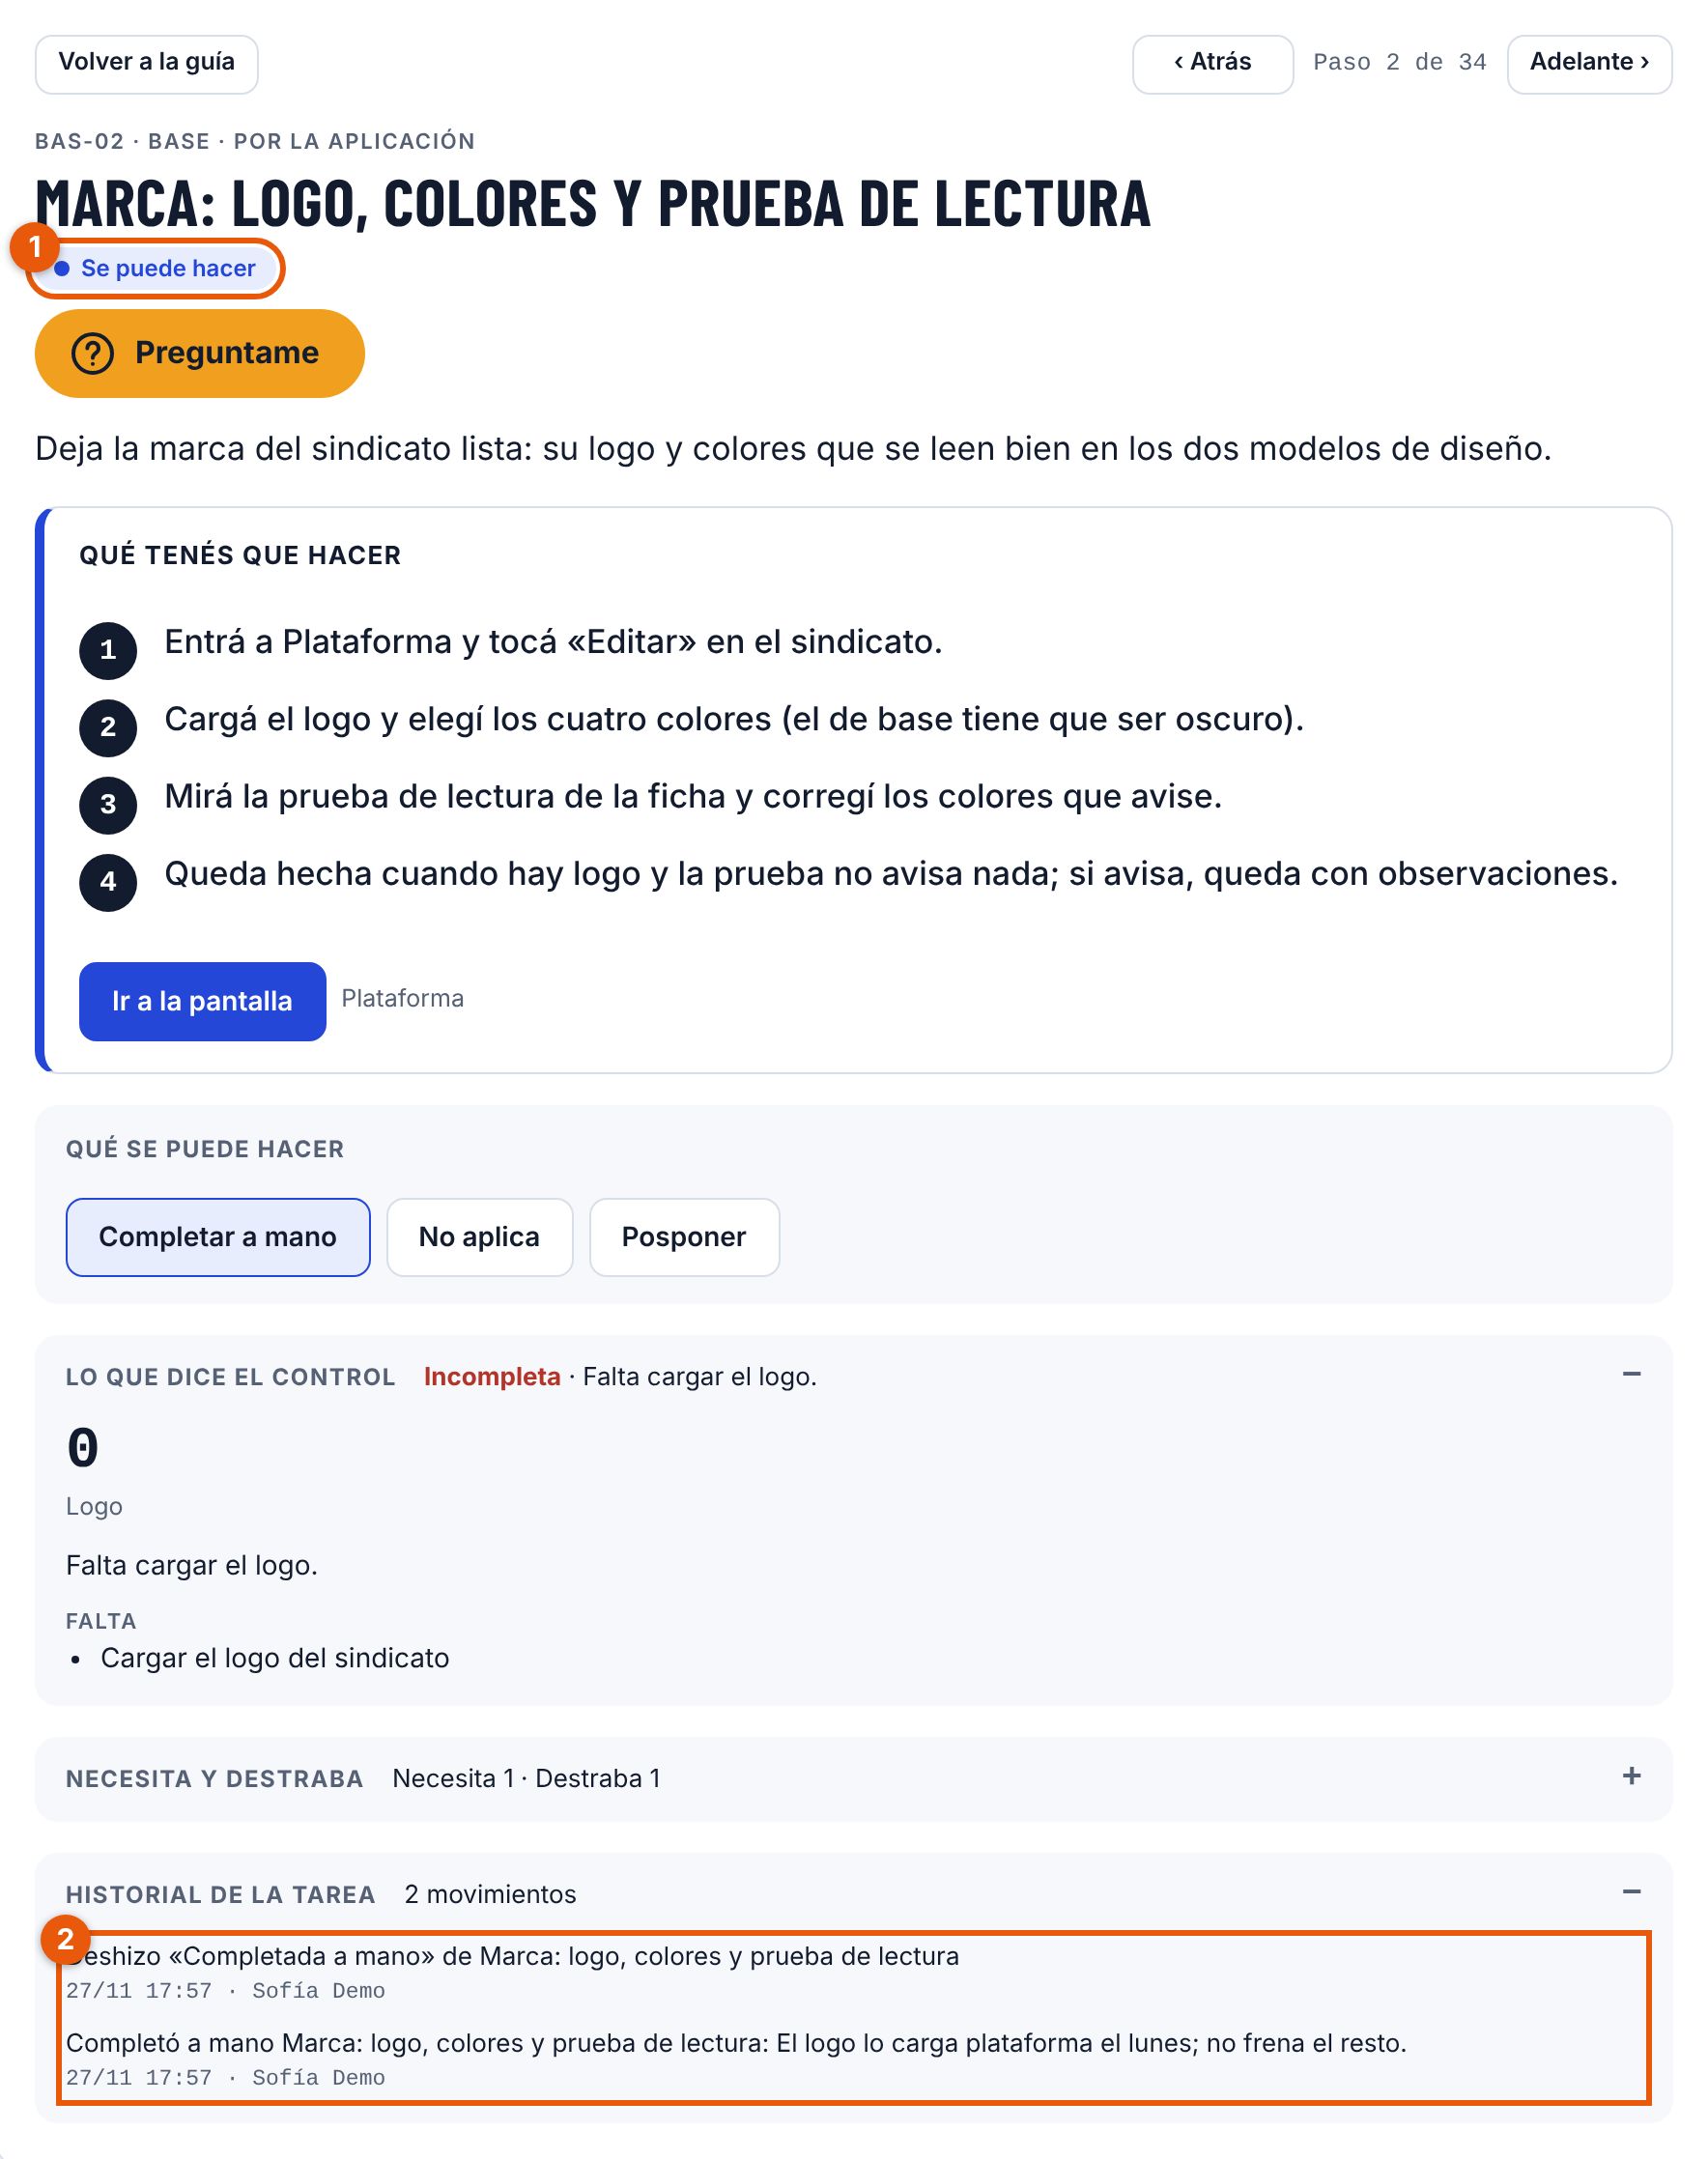 Volver a la guía
‹ Atrás
Paso 2 de 34
Adelante ›
BAS-02 · BASE · POR LA APLICACIÓN
MARCA: LOGO, COLORES Y PRUEBA DE LECTURA
1
Se puede hacer
? Preguntame
Deja la marca del sindicato lista: su logo y colores que se leen bien en los dos modelos de diseño.
QUÉ TENÉS QUE HACER
1 Entrá a Plataforma y tocá «Editar» en el sindicato.
2 Cargá el logo y elegí los cuatro colores (el de base tiene que ser oscuro).
3 Mirá la prueba de lectura de la ficha y corregí los colores que avise.
4 Queda hecha cuando hay logo y la prueba no avisa nada; si avisa, queda con observaciones.
Ir a la pantalla Plataforma
QUÉ SE PUEDE HACER
Completar a mano
No aplica
Posponer
LO QUE DICE EL CONTROL Incompleta · Falta cargar el logo. −
0
Logo
Falta cargar el logo.
FALTA
• Cargar el logo del sindicato
NECESITA Y DESTRABA Necesita 1 · Destraba 1 +
HISTORIAL DE LA TAREA 2 movimientos −
2
eshizo «Completada a mano» de Marca: logo, colores y prueba de lectura
27/11 17:57 · Sofía Demo
Completó a mano Marca: logo, colores y prueba de lectura: El logo lo carga plataforma el lunes; no frena el resto.
27/11 17:57 · Sofía Demo